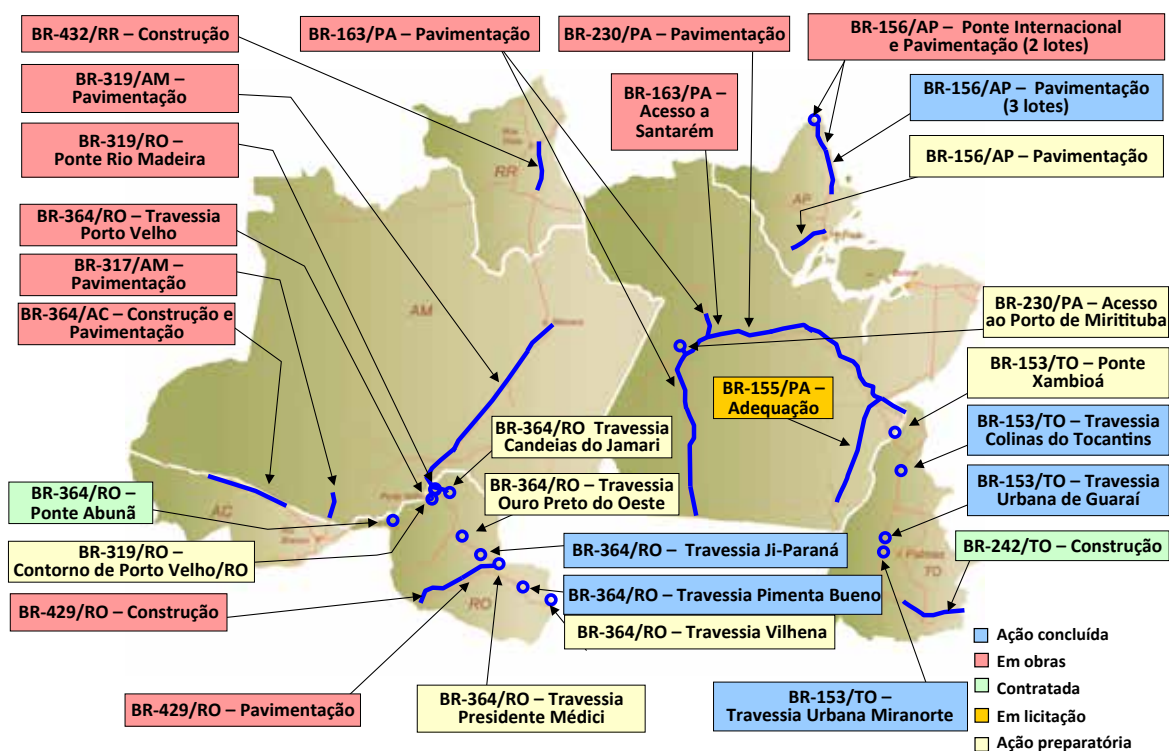 BR-432/RR – Construção
BR-163/PA – Pavimentação
BR-230/PA – Pavimentação
BR-156/AP – Ponte Internacional
e Pavimentação (2 lotes)
BR-319/AM –
Pavimentação
BR-163/PA –
Acesso a
Santarém
BR-156/AP – Pavimentação
(3 lotes)
BR-319/RO –
Ponte Rio Madeira
BR-156/AP – Pavimentação
RR
AP
BR-364/RO – Travessia
Porto Velho
BR-317/AM –
Pavimentação
BR-364/AC – Construção e
Pavimentação
AM
BR-230/PA – Acesso
ao Porto de Miritituba
BR-155/PA –
Adequação
BR-153/TO – Ponte
Xambioá
BR-364/RO Travessia
Candeias do Jamari
BR-153/TO – Travessia
Colinas do Tocantins
BR-364/RO – Travessia
Ouro Preto do Oeste
BR-153/TO – Travessia
Urbana de Guaraí
BR-364/RO –
Ponte Abunã
AC
BR-319/RO –
Contorno de Porto Velho/RO
BR-364/RO – Travessia Ji-Paraná
Palmas
TO
BR-242/TO – Construção
BR-429/RO – Construção
RO
BR-364/RO – Travessia Pimenta Bueno
BR-364/RO – Travessia Vilhena
BR-429/RO – Pavimentação
BR-364/RO – Travessia
Presidente Médici
BR-153/TO –
Travessia Urbana Miranorte
Ação concluída
Em obras
Contratada
Em licitação
Ação preparatória